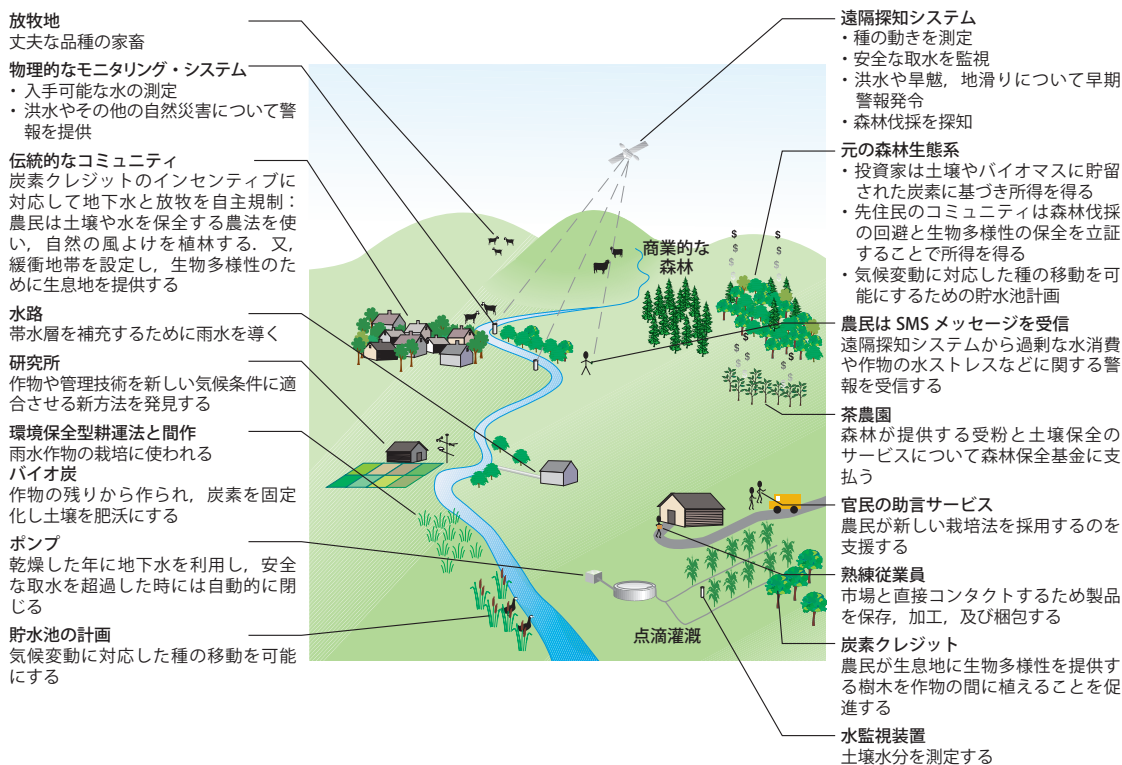 放牧地
丈夫な品種の家畜
物理的なモニタリング・システム
・ 入手可能な水の測定
・ 洪水やその他の自然災害について警
報を提供
伝統的なコミュニティ
炭素クレジットのインセンティブに
対応して地下水と放牧を自主規制：
農民は土壌や水を保全する農法を使
い，自然の風よけを植林する．又，
緩衝地帯を設定し，生物多様性のた
めに生息地を提供する
水路
帯水層を補充するために雨水を導く
研究所
作物や管理技術を新しい気候条件に適
合させる新方法を発見する
環境保全型耕運法と間作
雨水作物の栽培に使われる
バイオ炭
作物の残りから作られ，炭素を固定
化し土壌を肥沃にする
ポンプ
乾燥した年に地下水を利用し，安全
な取水を超過した時には自動的に閉
じる
貯水池の計画
気候変動に対応した種の移動を可能
にする
商業的な
森林
$ $ $
$ $ $
$ $ $
$ $ $
$ $ $
$ $ $
点滴灌漑
遠隔探知システム
・種の動きを測定
・安全な取水を監視
・洪水や旱魃，地滑りについて早期
警報発令
・森林伐採を探知
元の森林生態系
・投資家は土壌やバイオマスに貯留
された炭素に基づき所得を得る
・先住民のコミュニティは森林伐採
の回避と生物多様性の保全を立証
することで所得を得る
・気候変動に対応した種の移動を可
能にするための貯水池計画
農民は SMS メッセージを受信
遠隔探知システムから過剰な水消費
や作物の水ストレスなどに関する警
報を受信する
茶農園
森林が提供する受粉と土壌保全の
サービスについて森林保全基金に支
払う
官民の助言サービス
農民が新しい栽培法を採用するのを
支援する
熟練従業員
市場と直接コンタクトするため製品
を保存，加工，及び梱包する
炭素クレジット
農民が生息地に生物多様性を提供す
る樹木を作物の間に植えることを促
進する
水監視装置
土壌水分を測定する